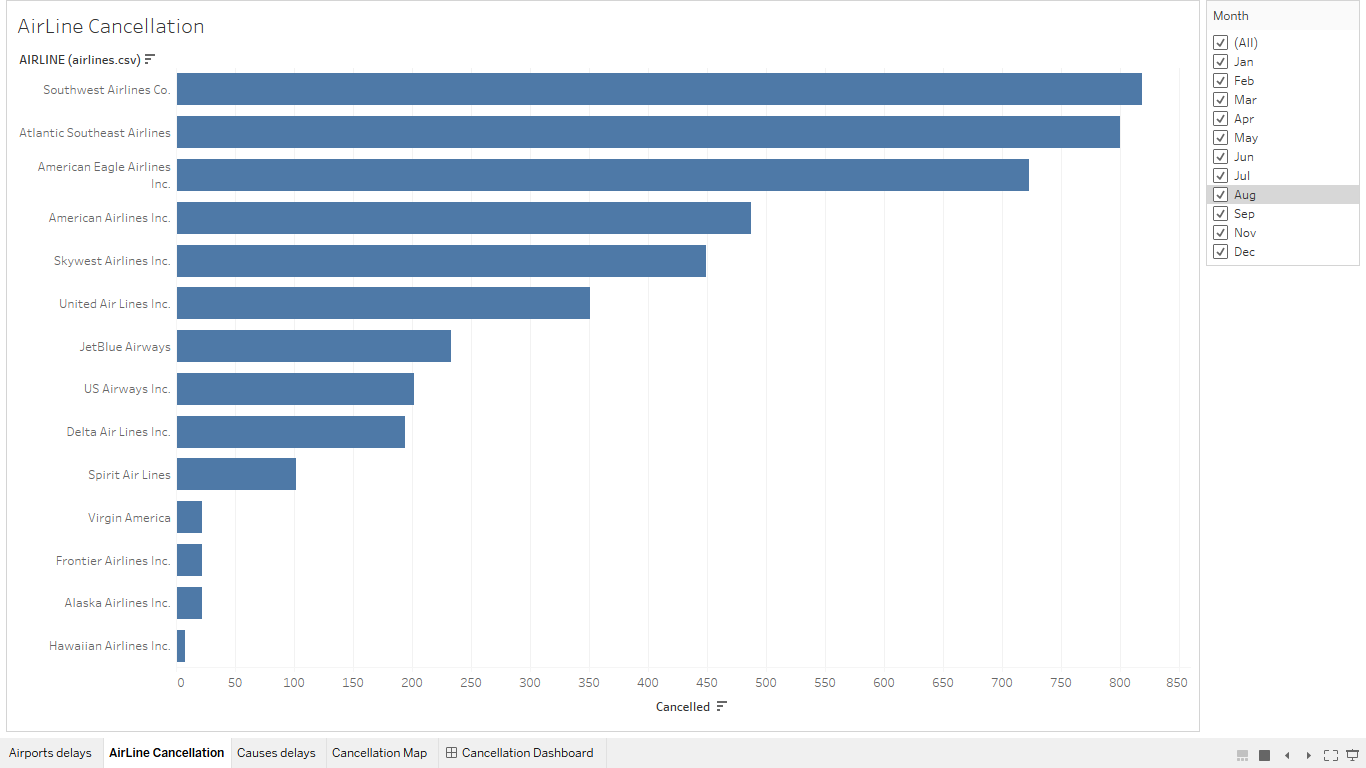 AirLine Cancellation
AIRLINE (airlines.csv)
Southwest Airlines Co.
Atlantic Southeast Airlines
American Eagle Airlines
Inc.
American Airlines Inc.
Skywest Airlines Inc.
United Air Lines Inc.
JetBlue Airways
US Airways Inc.
Delta Air Lines Inc.
Spirit Air Lines
Virgin America
Frontier Airlines Inc.
Alaska Airlines Inc.
Hawaiian Airlines Inc.
0 50 100 150 200 250 300 350 400 450 500 550 600 650 700 750 800 850
Cancelled
Month
(All)
Jan
Feb
Mar
Apr
May
Jun
Jul
Aug
Sep
Nov
Dec
Airports delays AirLine Cancellation Causes delays Cancellation Map Cancellation Dashboard